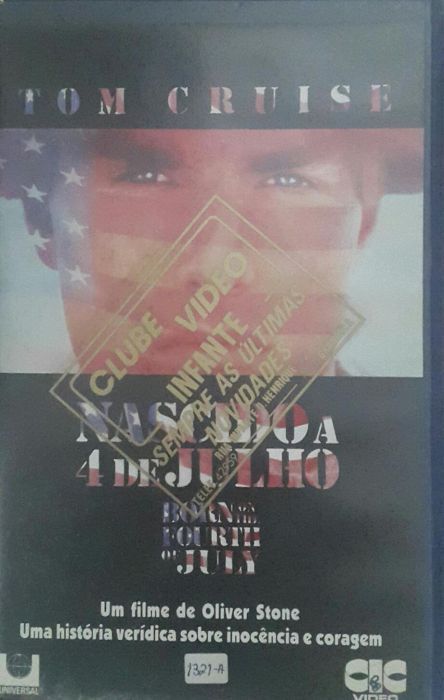 TOM CRUISE
CLUBE VIDEO
INFANTE
SEMPRE AS ÚLTIMAS
NOVIDADES
NASCIDO A
4 DE JULHO
BORN ON THE
FOURTH
OF JULY
Um filme de Oliver Stone
Uma história verídica sobre inocência e coragem
UNIVERSAL
1321-A
CIC
VIDEO